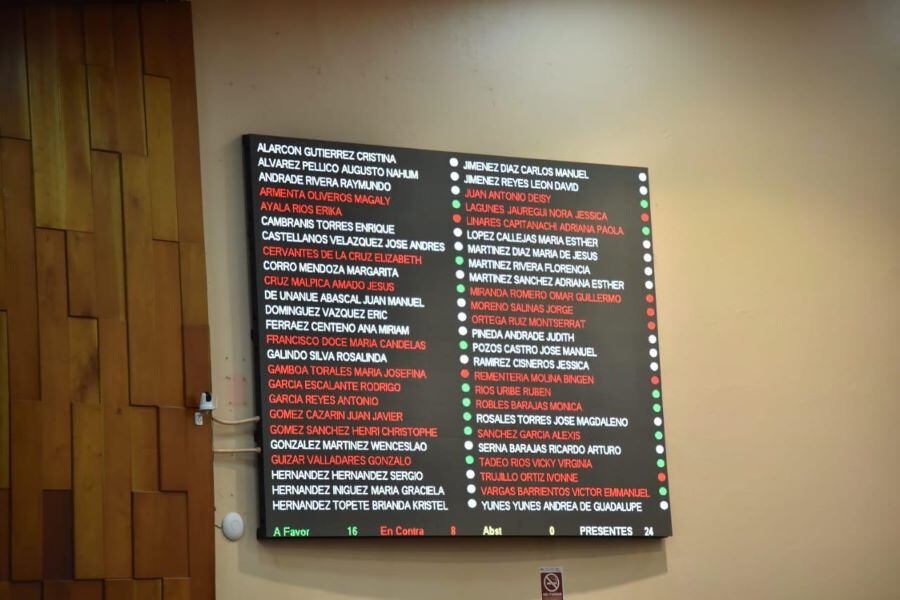 ALARCON GUTIERREZ CRISTINA
ALVAREZ PELLICO AUGUSTO NAHUM
ANDRADE RIVERA RAYMUNDO
ARMENTA OLIVEROS MAGALY
AYALA RIOS ERIKA
CAMBRANIS TORRES ENRIQUE
CASTELLANOS VELAZQUEZ JOSE ANDRES
CERVANTES DE LA CRUZ ELIZABETH
CORRO MENDOZA MARGARITA
CRUZ MALPICA AMADO JESUS
DE UNANUE ABASCAL JUAN MANUEL
DOMINGUEZ VAZQUEZ ERIC
FERRAEZ CENTENO ANA MIRIAM
FRANCISCO DOCE MARIA CANDELAS
GALINDO SILVA ROSALINDA
GAMBOA TORALES MARIA JOSEFINA
GARCIA ESCALANTE RODRIGO
GARCIA REYES ANTONIO
GOMEZ CAZARIN JUAN JAVIER
GOMEZ SANCHEZ HENRI CHRISTOPHE
GONZALEZ MARTINEZ WENCESLAO
GUIZAR VALLADARES GONZALO
HERNANDEZ HERNANDEZ SERGIO
HERNANDEZ INIGUEZ MARIA GRACIELA
HERNANDEZ TOPETE BRIANDA KRISTEL
JIMENEZ DIAZ CARLOS MANUEL
JIMENEZ REYES LEON DAVID
JUAN ANTONIO DEISY
LAGUNES JAUREGUI NORA JESSICA
LINARES CAPITANACHI ADRIANA PAOLA
LOPEZ CALLEJAS MARIA ESTHER
MARTINEZ DIAZ MARIA DE JESUS
MARTINEZ RIVERA FLORENCIA
MARTINEZ SANCHEZ ADRIANA ESTHER
MIRANDA ROMERO OMAR GUILLERMO
MORENO SALINAS JORGE
ORTEGA RUIZ MONTSERRAT
PINEDA ANDRADE JUDITH
POZOS CASTRO JOSE MANUEL
RAMIREZ CISNEROS JESSICA
REMENTERIA MOLINA BINGEN
RIOS URIBE RUBEN
ROBLES BARAJAS MONICA
ROSALES TORRES JOSE MAGDALENO
SANCHEZ GARCIA ALEXIS
SERNA BARAJAS RICARDO ARTURO
TADEO RIOS VICKY VIRGINIA
TRUJILLO ORTIZ IVONNE
VARGAS BARRIENTOS VICTOR EMMANUEL
YUNES YUNES ANDREA DE GUADALUPE
A Favor 16 En Contra 8 Abst 0 PRESENTES 24